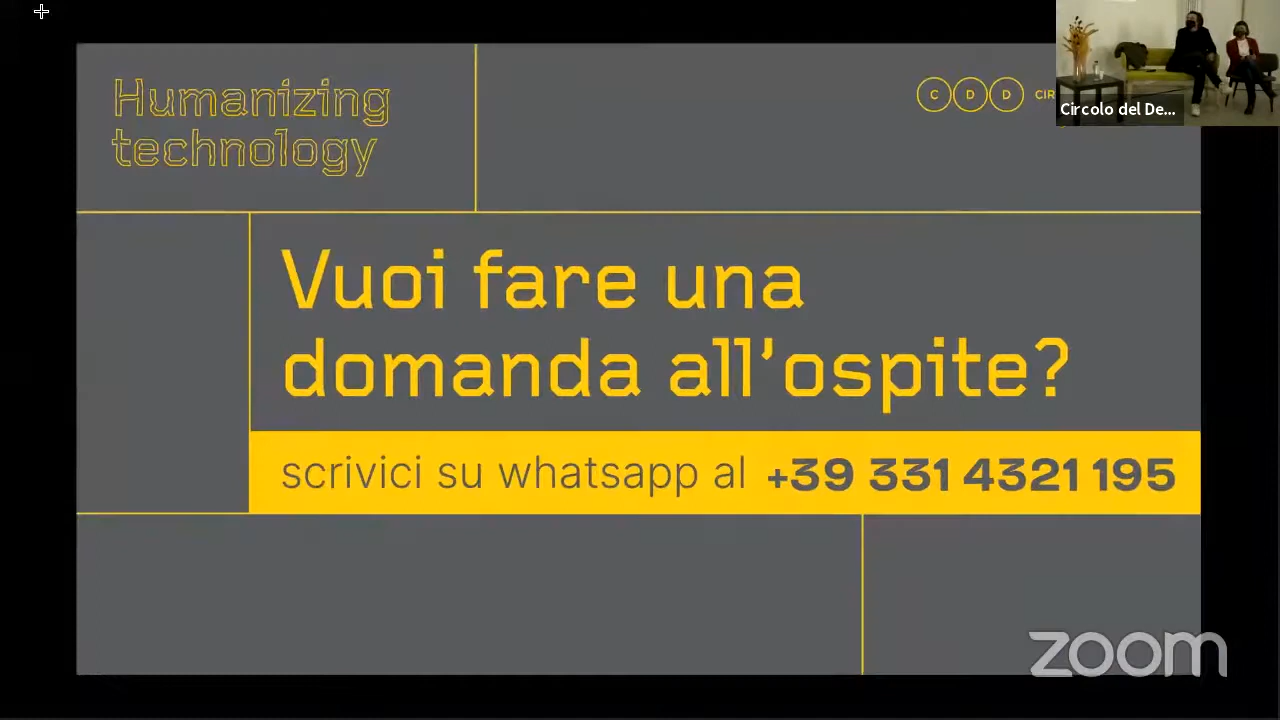 Humanizing
technology
C D D CIR
Circolo del De...
Vuoi fare una
domanda all’ospite?
scrivici su whatsapp al +39 331 4321 195
zoom